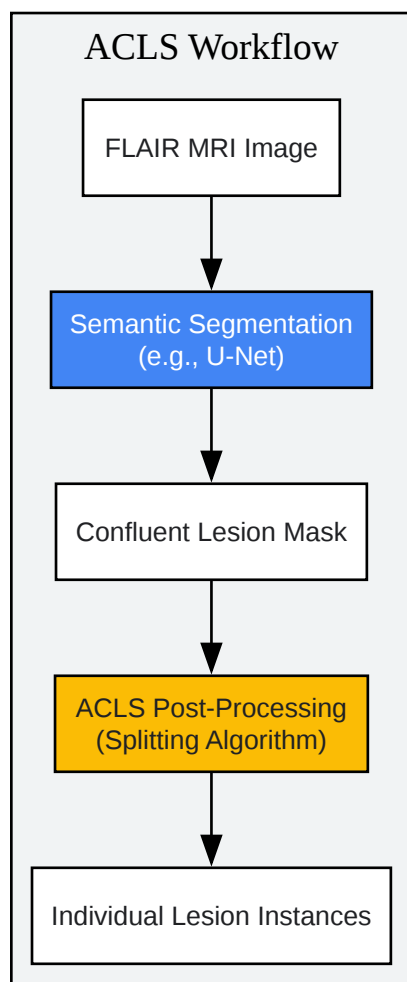 ACLS Workflow
FLAIR MRI Image
Semantic Segmentation
(e.g., U-Net)
Confluent Lesion Mask
ACLS Post-Processing
(Splitting Algorithm)
Individual Lesion Instances